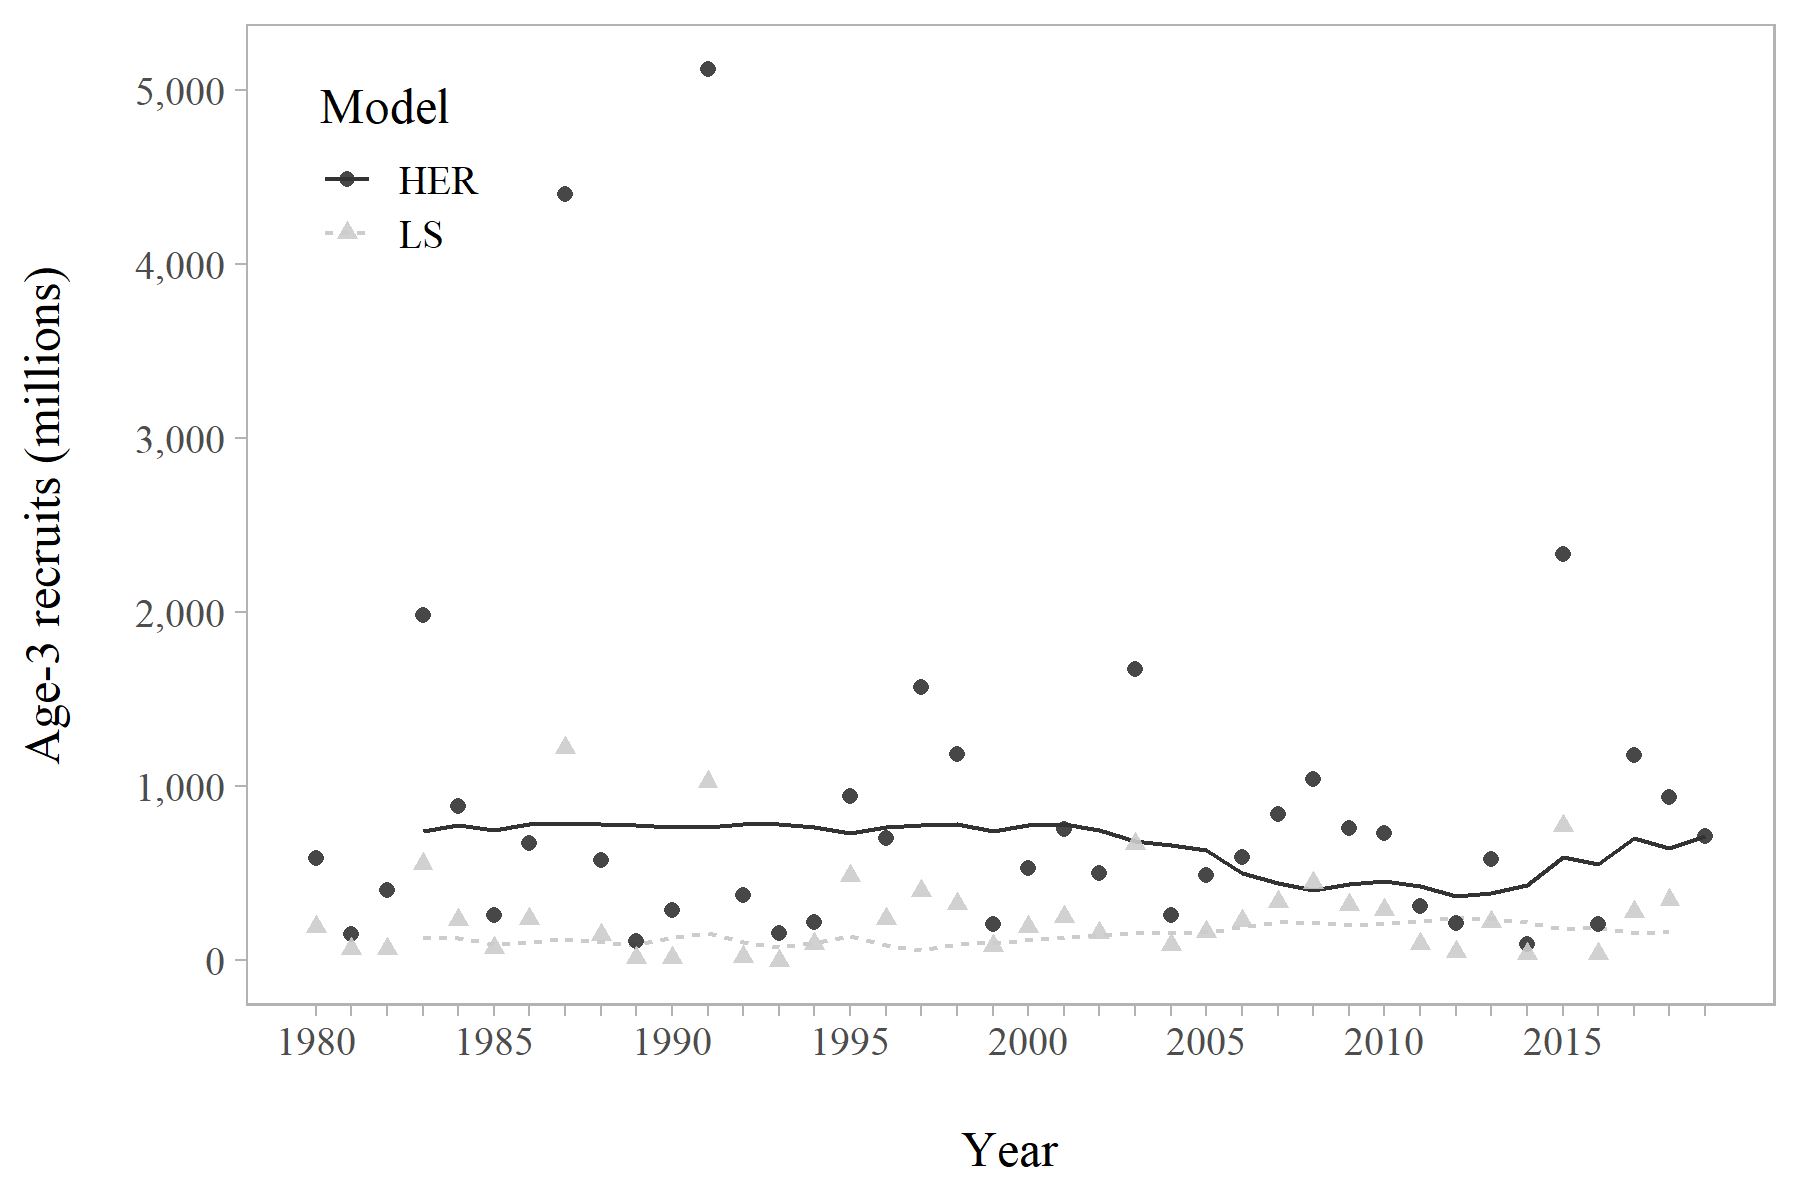 Model
HER
LS
Age-3 recruits (millions)
5,000
4,000
3,000
2,000
1,000
0
1980 1985 1990 1995 2000 2005 2010 2015
Year